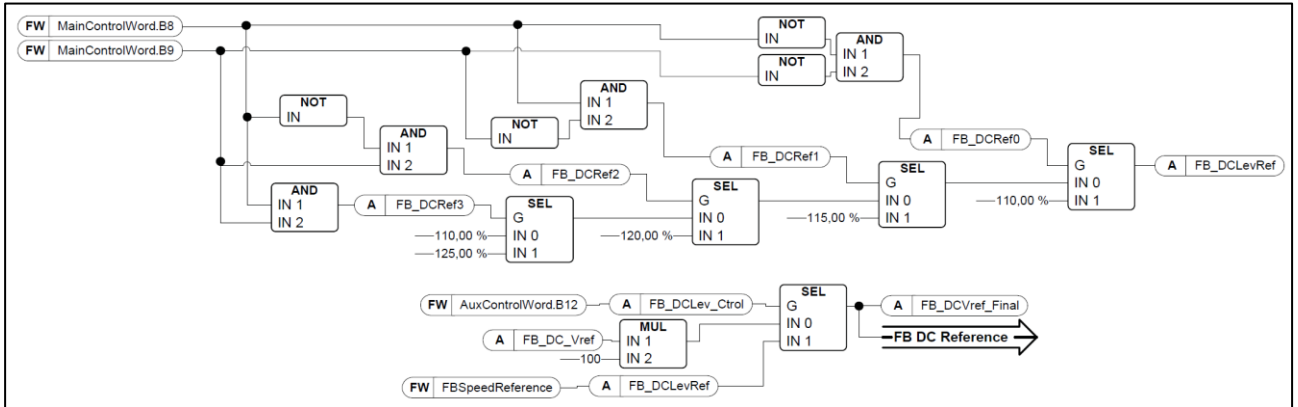 FW MainControlWord.B8
FW MainControlWord.B9
NOT
IN
NOT
IN
AND
IN 1
IN 2
NOT
IN
AND
IN 1
IN 2
NOT
IN
AND
IN 1
IN 2
A FB_DCRef0
A FB_DCRef1
A FB_DCRef2
AND
IN 1
IN 2
A FB_DCRef3
SEL
G
110,00 % IN 0
125,00 % IN 1
SEL
G
IN 0
120,00 % IN 1
SEL
G
IN 0
115,00 % IN 1
SEL
G
IN 0
110,00 % IN 1
A FB_DCLevRef
FW AuxControlWord.B12 A FB_DCLev_Ctrol
SEL
G
IN 0
IN 1
A FB_DCVref_Final
FB DC Reference
A FB_DC_Vref
MUL
IN 1
100 IN 2
FW FBSpeedReference A FB_DCLevRef